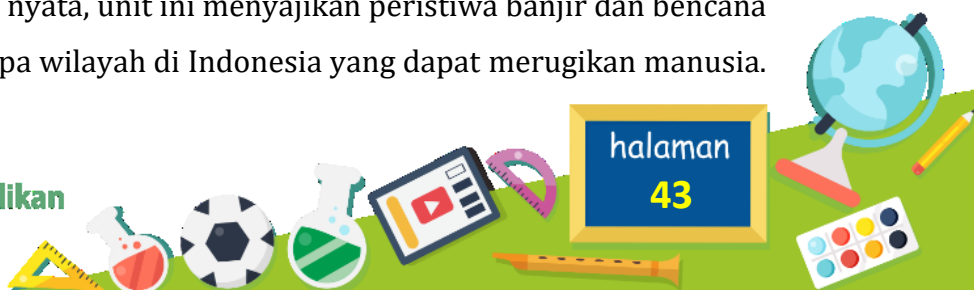 nyata, unit ini menyajikan peristiwa banjir dan bencana
pa wilayah di Indonesia yang dapat merugikan manusia.
halaman
43
likan